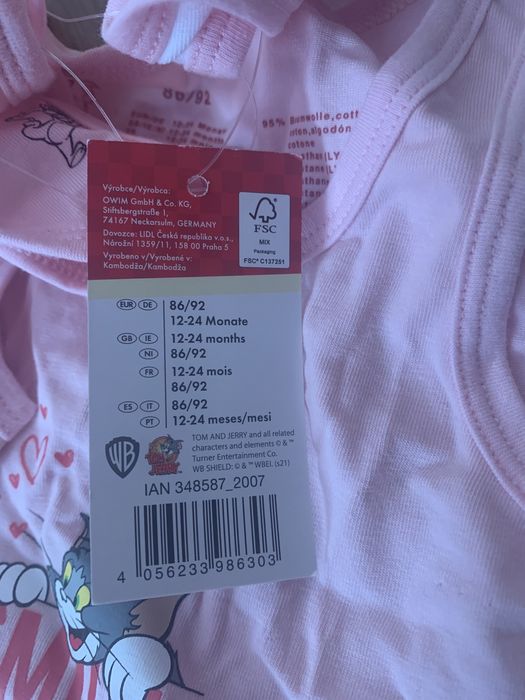 86/92
95% Baumwolle, cott
cotone
Výrobce/Výrobca:
OWIM GmbH & Co. KG,
Stiftsbergstraße 1,
74167 Neckarsulm, GERMANY
Dovozce: LIDL Česká republika v.o.s.,
Nárožní 1359/11, 158 00 Praha 5
Vyrobeno v/Vyrobené v:
Kambodža/Kambodža
FSC
MIX
Packaging
FSC® C137251
EUR DE 86/92
12-24 Monate
GB IE 12-24 months
NI 86/92
FR 12-24 mois
86/92
ES IT 86/92
PT 12-24 meses/mesi
WB
TOM AND JERRY and all related
characters and elements © & ™
Turner Entertainment Co.
WB SHIELD: © & ™ WBEI. (s21)
IAN 348587_2007
4 056233 986303